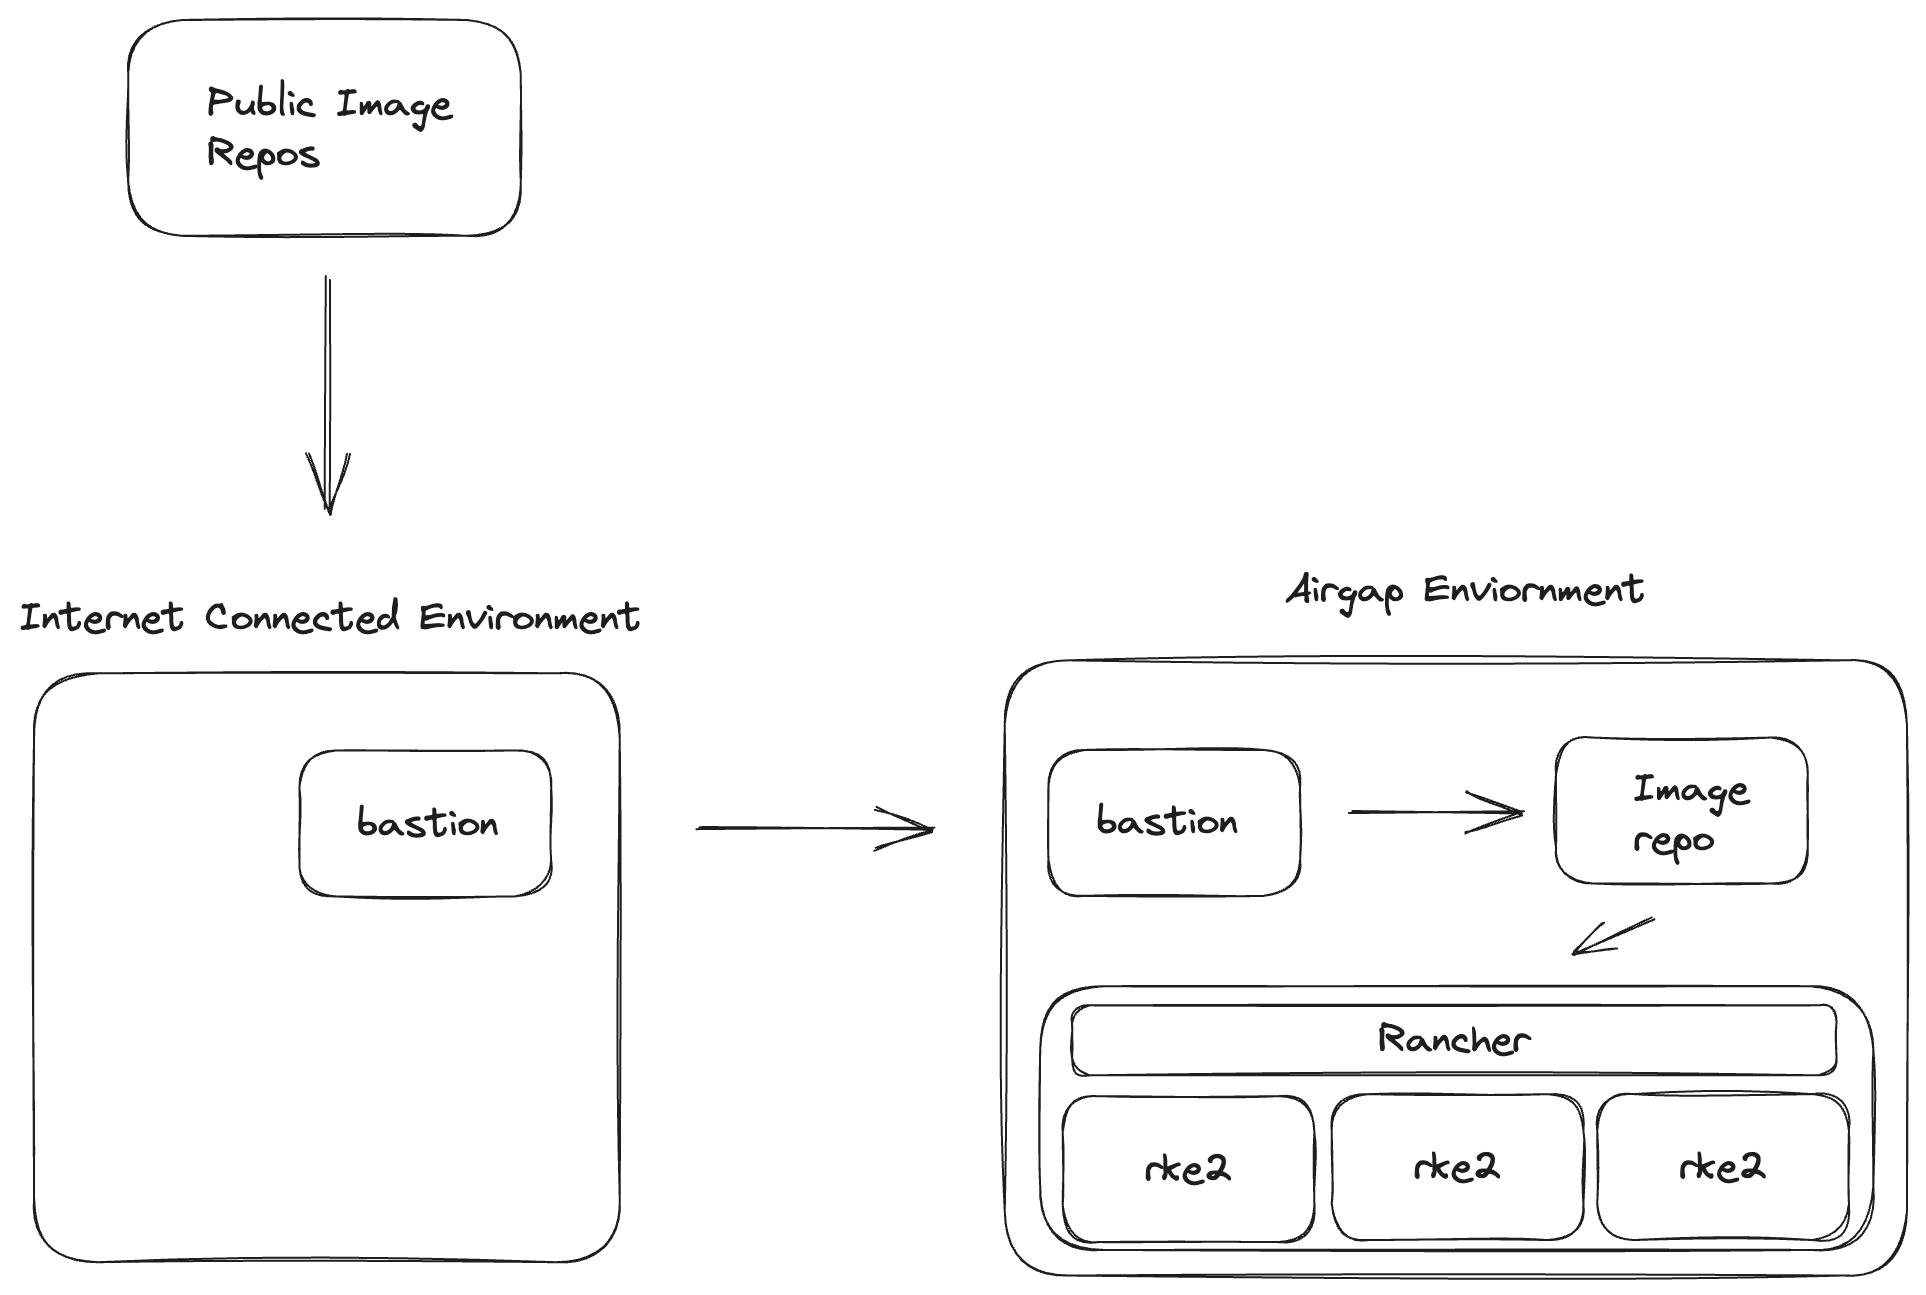 Public Image
Repos
Internet Connected Environment
bastion
Airgap Enviornment
bastion
Image
repo
Rancher
rke2
rke2
rke2